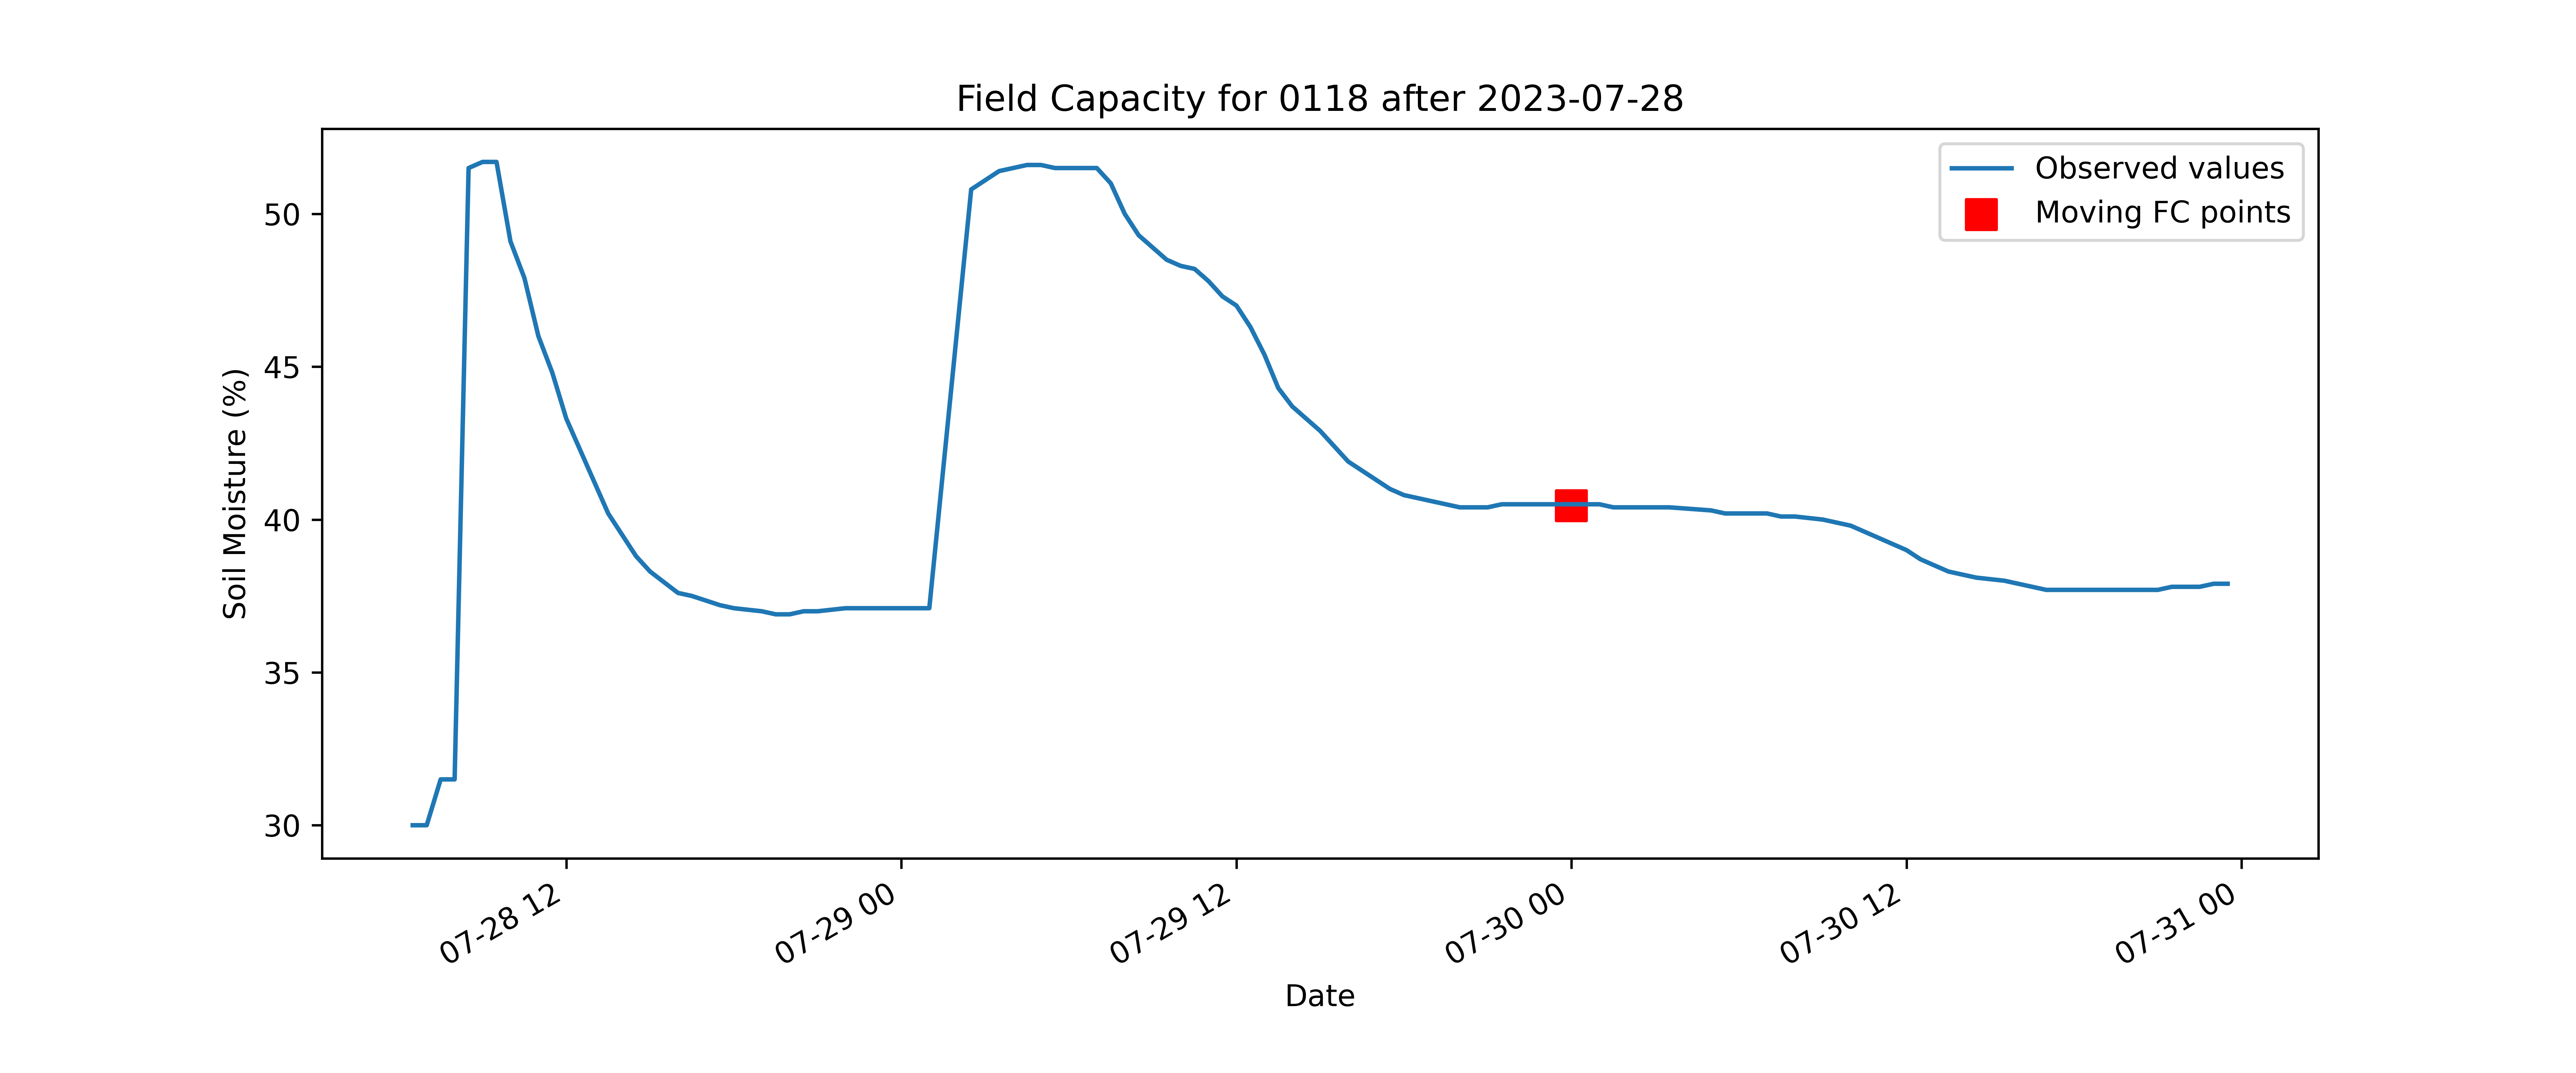 Field Capacity for 0118 after 2023-07-28
Observed values
Moving FC points
Soil Moisture (%)
50
45
40
35
30
07-28 12
07-29 00
07-29 12
07-30 00
07-30 12
07-31 00
Date